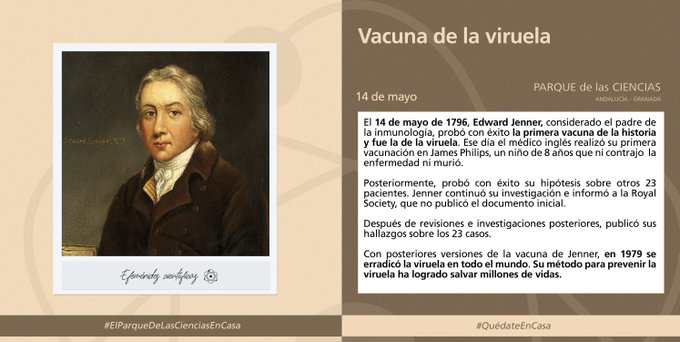 Edward Jenner M.D.
Efemérides científicas
#ElParqueDeLasCienciasEnCasa
Vacuna de la viruela
PARQUE de las CIENCIAS
ANDALUCÍA · GRANADA
14 de mayo
El 14 de mayo de 1796, Edward Jenner, considerado el padre de
la inmunología, probó con éxito la primera vacuna de la historia
y fue la de la viruela. Ese día el médico inglés realizó su primera
vacunación en James Philips, un niño de 8 años que ni contrajo la
enfermedad ni murió.
Posteriormente, probó con éxito su hipótesis sobre otros 23
pacientes. Jenner continuó su investigación e informó a la Royal
Society, que no publicó el documento inicial.
Después de revisiones e investigaciones posteriores, publicó sus
hallazgos sobre los 23 casos.
Con posteriores versiones de la vacuna de Jenner, en 1979 se
erradicó la viruela en todo el mundo. Su método para prevenir la
viruela ha logrado salvar millones de vidas.
#QuédateEnCasa